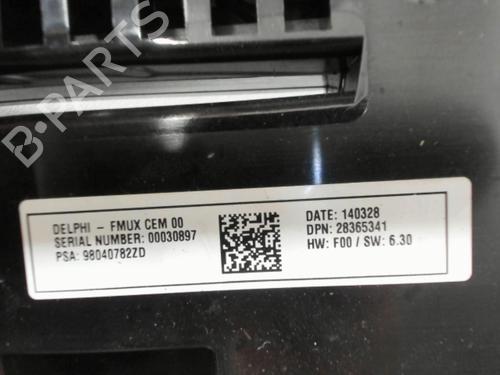 B-PARTS
DELPHI - FMUX CEM 00
SERIAL NUMBER: 00030897
PSA: 98040782ZD
DATE: 140328
DPN: 28365341
HW: F00 / SW: 6.30